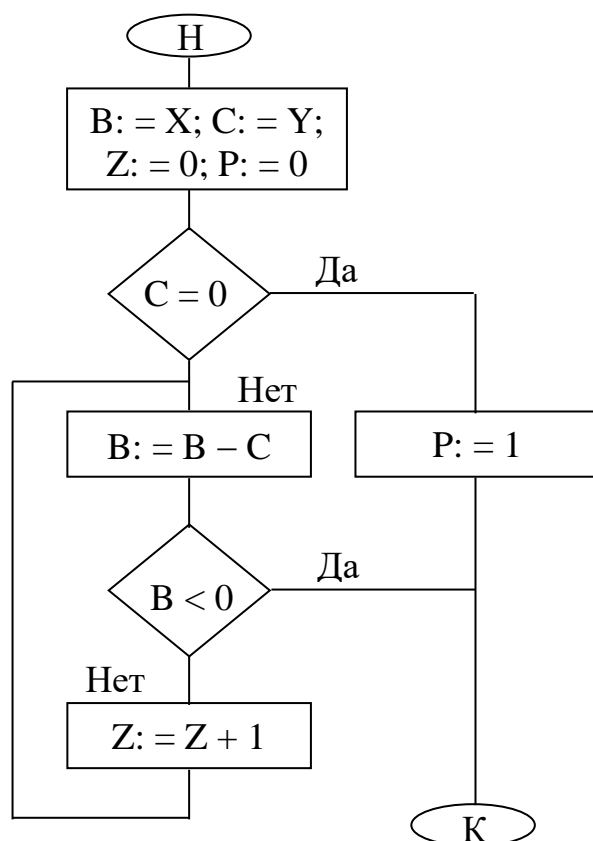 Н
B: = X; C: = Y;
Z: = 0; P: = 0
C = 0
Да
Нет
B: = B – C
P: = 1
B < 0
Да
Нет
Z: = Z + 1
К